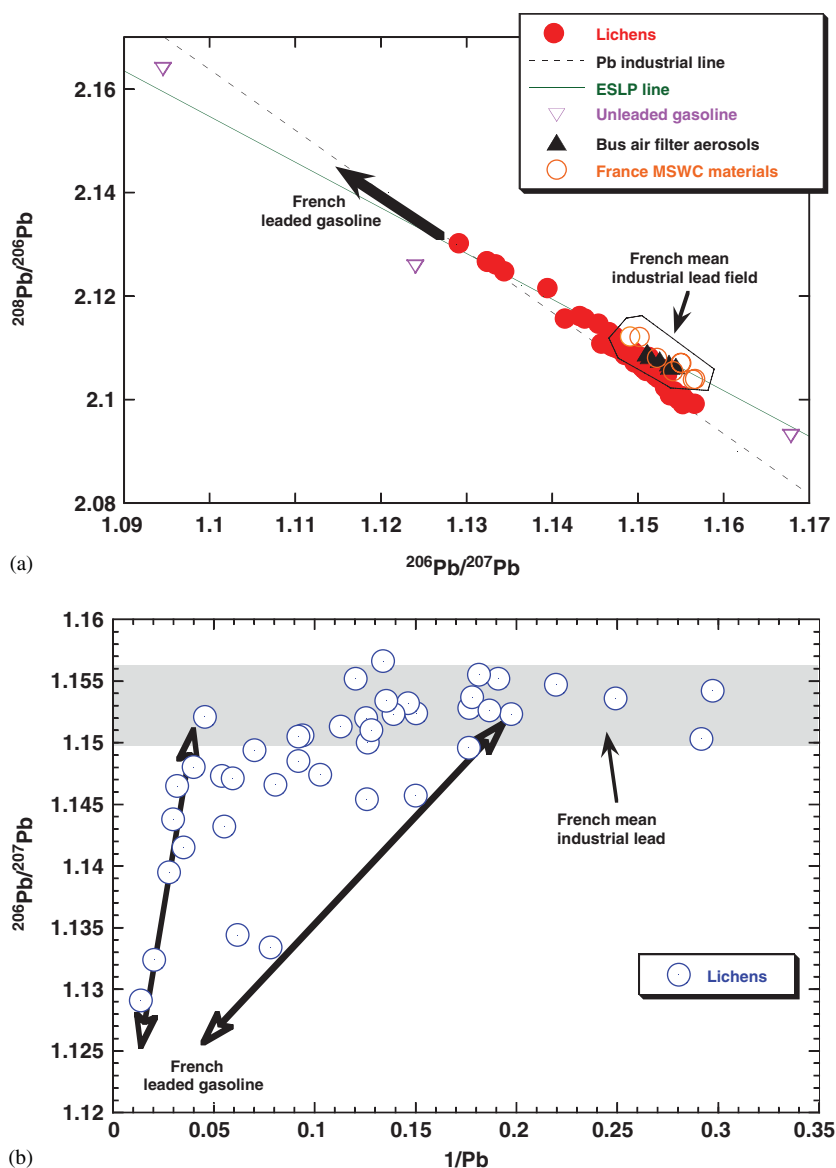 2.16
2.14
2.12
2.1
2.08
²⁰⁸Pb/²⁰⁶Pb
1.09
1.1
1.11
1.12
1.13
1.14
1.15
1.16
1.17
²⁰⁶Pb/²⁰⁷Pb
Lichens
Pb industrial line
ESLP line
Unleaded gasoline
Bus air filter aerosols
France MSWC materials
French
leaded gasoline
French mean
industrial lead field
(a)
1.16
1.155
1.15
1.145
1.14
1.135
1.13
1.125
1.12
²⁰⁶Pb/²⁰⁷Pb
0
0.05
0.1
0.15
0.2
0.25
0.3
0.35
1/Pb
French mean
industrial lead
Lichens
French
leaded gasoline
(b)